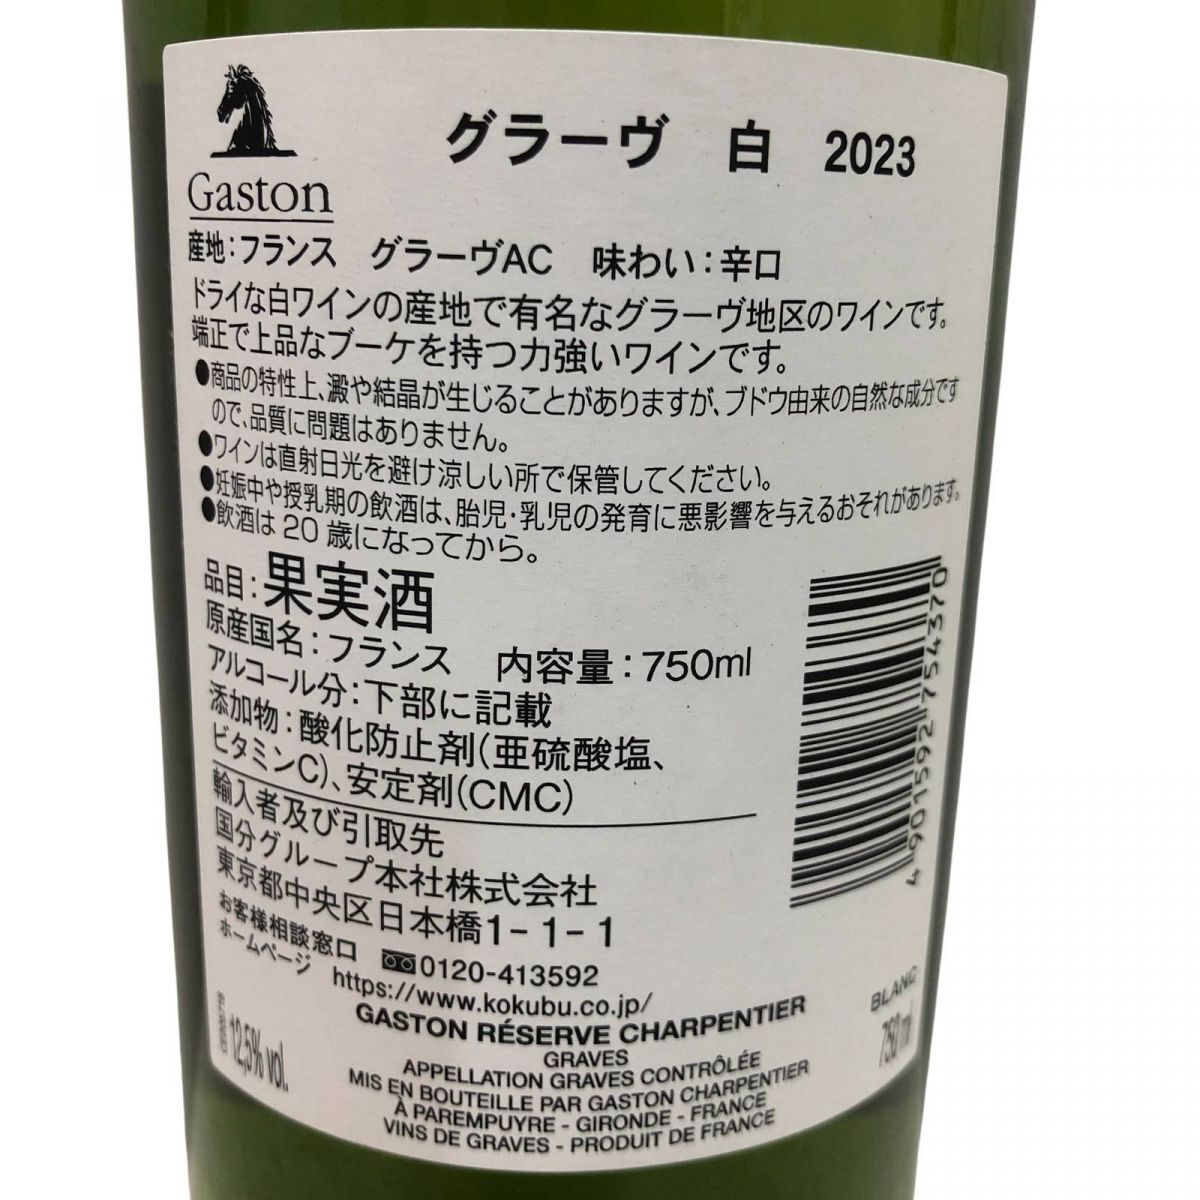 Gaston
グラーヴ 白 2023
産地:フランス グラーヴAC 味わい:辛口
ドライな白ワインの産地で有名なグラーヴ地区のワインです。
端正で上品なブーケを持つ力強いワインです。
●商品の特性上、澱や結晶が生じることがありますが、ブドウ由来の自然な成分です
ので、品質に問題はありません。
●ワインは直射日光を避け涼しい所で保管してください。
●妊娠中や授乳期の飲酒は、胎児・乳児の発育に悪影響を与えるおそれがあります。
●飲酒は20歳になってから。
品目:果実酒
原産国名:フランス 内容量:750ml
アルコール分:下部に記載
添加物:酸化防止剤(亜硫酸塩、
ビタミンC)、安定剤(CMC)
輸入者及び引取先
国分グループ本社株式会社
東京都中央区日本橋1-1-1
お客様相談窓口 0120-413592
ホームページ https://www.kokubu.co.jp/
4901592754370
GASTON RÉSERVE CHARPENTIER
GRAVES
APPELLATION GRAVES CONTRÔLÉE
MIS EN BOUTEILLE PAR GASTON CHARPENTIER
À PAREMPUYRE - GIRONDE - FRANCE
VINS DE GRAVES - PRODUIT DE FRANCE
12,5% vol.
BLANC
750 ml